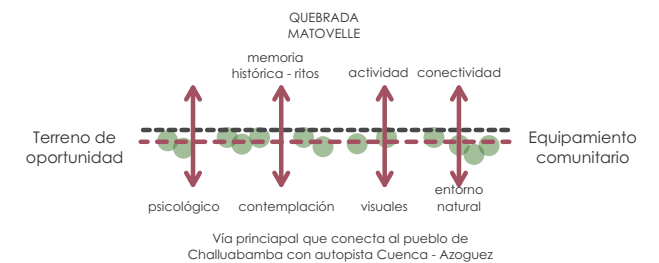 QUEBRADA
MATOVELLE
memoria
histórica - ritos
actividad
conectividad
Terreno de
oportunidad
Equipamiento
comunitario
psicológico
contemplación
visuales
entorno
natural
Vía princiapal que conecta al pueblo de
Challuabamba con autopista Cuenca - Azoguez